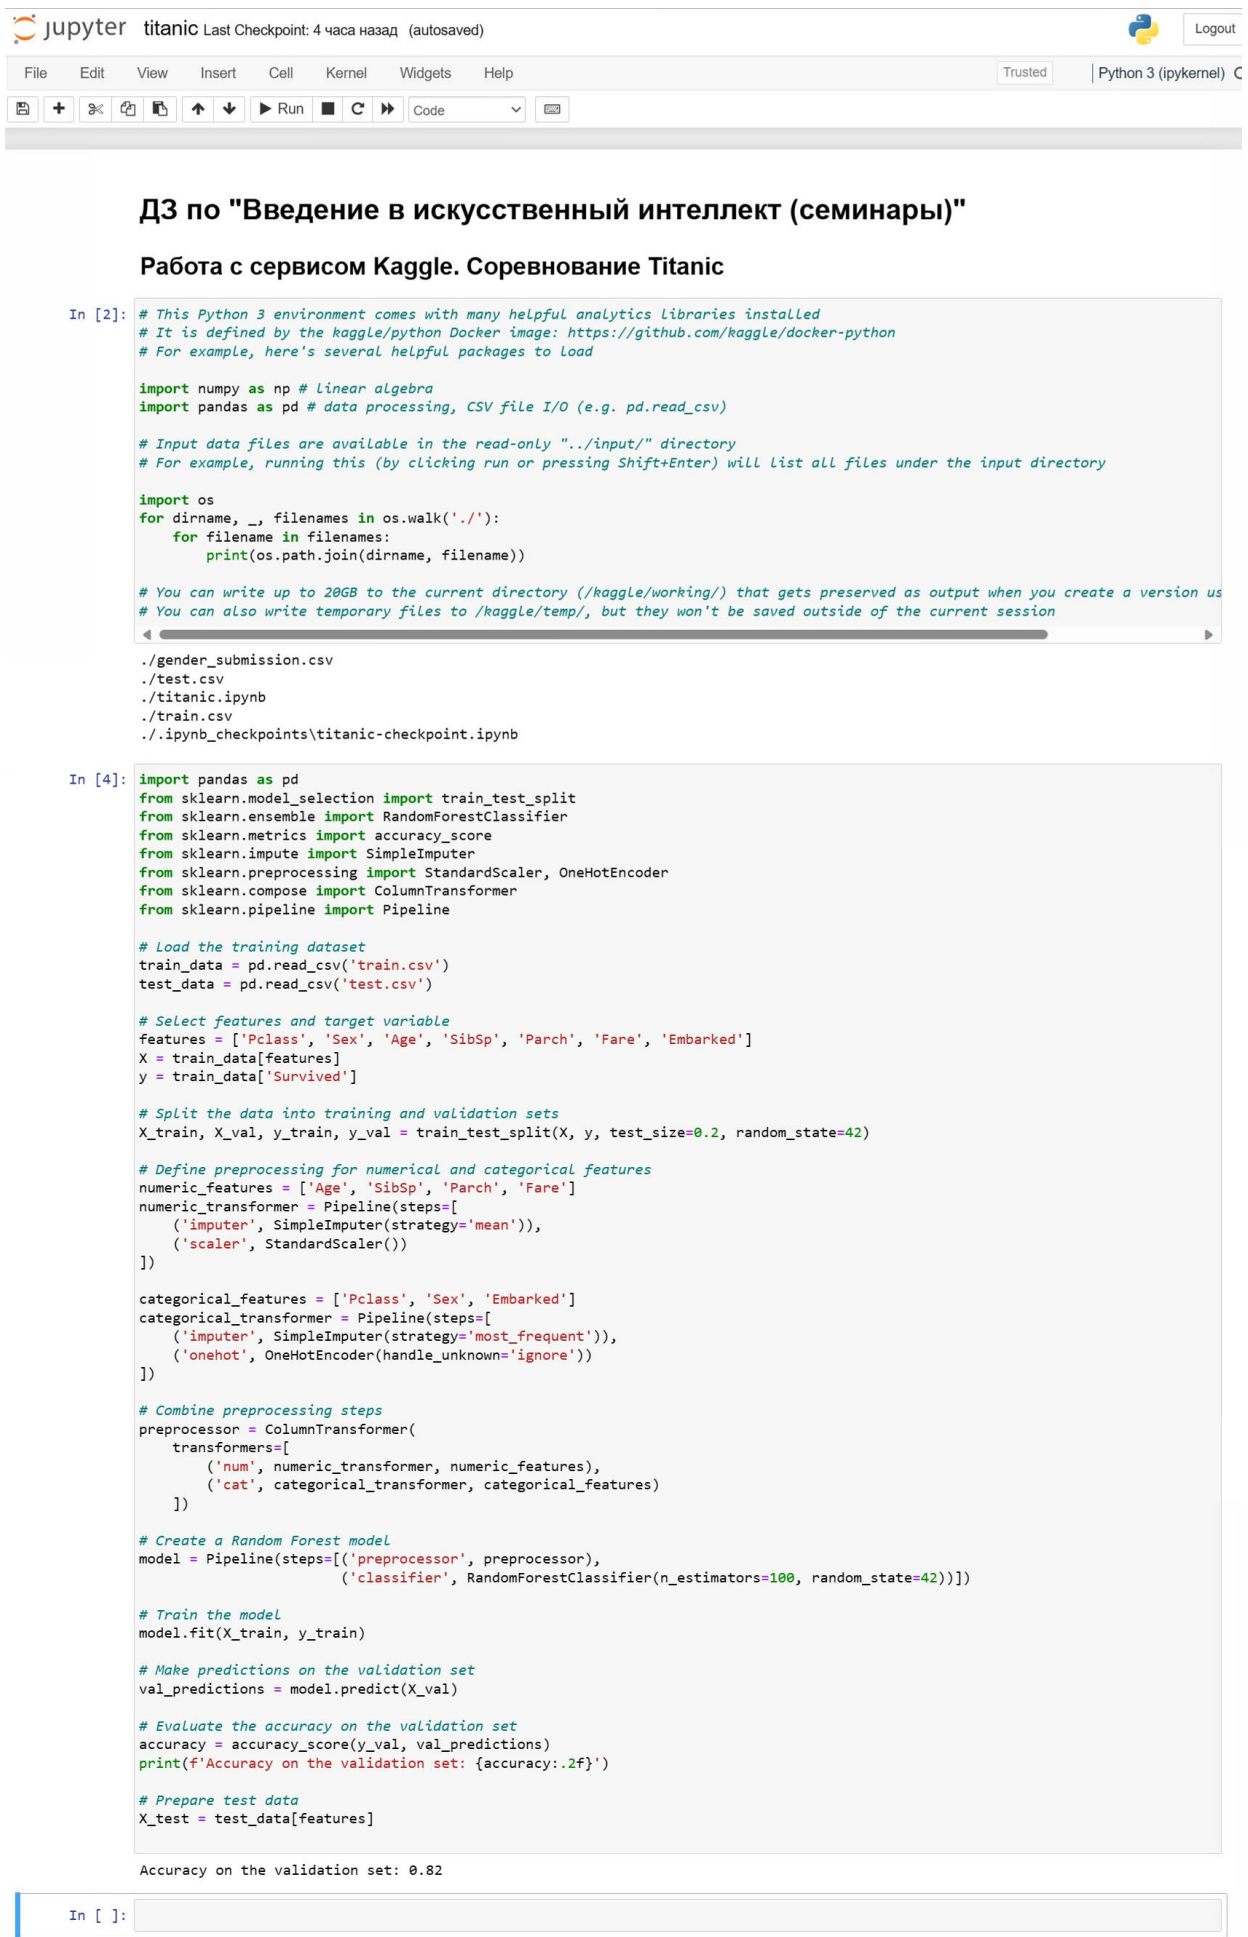 jupyter titanic Last Checkpoint: 4 часа назад (autosaved)
Logout
File Edit View Insert Cell Kernel Widgets Help
Trusted
Python 3 (ipykernel)
Run
Code
ДЗ по "Введение в искусственный интеллект (семинары)"
Работа с сервисом Kaggle. Соревнование Titanic
In [2]:
# This Python 3 environment comes with many helpful analytics libraries installed
# It is defined by the kaggle/python Docker image: https://github.com/kaggle/docker-python
# For example, here's several helpful packages to load
import numpy as np # linear algebra
import pandas as pd # data processing, CSV file I/O (e.g. pd.read_csv)
# Input data files are available in the read-only "../input/" directory
# For example, running this (by clicking run or pressing Shift+Enter) will list all files under the input directory
import os
for dirname, _, filenames in os.walk('./'):
    for filename in filenames:
        print(os.path.join(dirname, filename))
# You can write up to 20GB to the current directory (/kaggle/working/) that gets preserved as output when you create a version us
# You can also write temporary files to /kaggle/temp/, but they won't be saved outside of the current session
./gender_submission.csv
./test.csv
./titanic.ipynb
./train.csv
./.ipynb_checkpoints\titanic-checkpoint.ipynb
In [4]:
import pandas as pd
from sklearn.model_selection import train_test_split
from sklearn.ensemble import RandomForestClassifier
from sklearn.metrics import accuracy_score
from sklearn.impute import SimpleImputer
from sklearn.preprocessing import StandardScaler, OneHotEncoder
from sklearn.compose import ColumnTransformer
from sklearn.pipeline import Pipeline
# Load the training dataset
train_data = pd.read_csv('train.csv')
test_data = pd.read_csv('test.csv')
# Select features and target variable
features = ['Pclass', 'Sex', 'Age', 'SibSp', 'Parch', 'Fare', 'Embarked']
X = train_data[features]
y = train_data['Survived']
# Split the data into training and validation sets
X_train, X_val, y_train, y_val = train_test_split(X, y, test_size=0.2, random_state=42)
# Define preprocessing for numerical and categorical features
numeric_features = ['Age', 'SibSp', 'Parch', 'Fare']
numeric_transformer = Pipeline(steps=[
    ('imputer', SimpleImputer(strategy='mean')),
    ('scaler', StandardScaler())
])
categorical_features = ['Pclass', 'Sex', 'Embarked']
categorical_transformer = Pipeline(steps=[
    ('imputer', SimpleImputer(strategy='most_frequent')),
    ('onehot', OneHotEncoder(handle_unknown='ignore'))
])
# Combine preprocessing steps
preprocessor = ColumnTransformer(
    transformers=[
        ('num', numeric_transformer, numeric_features),
        ('cat', categorical_transformer, categorical_features)
    ])
# Create a Random Forest model
model = Pipeline(steps=[('preprocessor', preprocessor),
                        ('classifier', RandomForestClassifier(n_estimators=100, random_state=42))])
# Train the model
model.fit(X_train, y_train)
# Make predictions on the validation set
val_predictions = model.predict(X_val)
# Evaluate the accuracy on the validation set
accuracy = accuracy_score(y_val, val_predictions)
print(f'Accuracy on the validation set: {accuracy:.2f}')
# Prepare test data
X_test = test_data[features]
Accuracy on the validation set: 0.82
In [ ]: